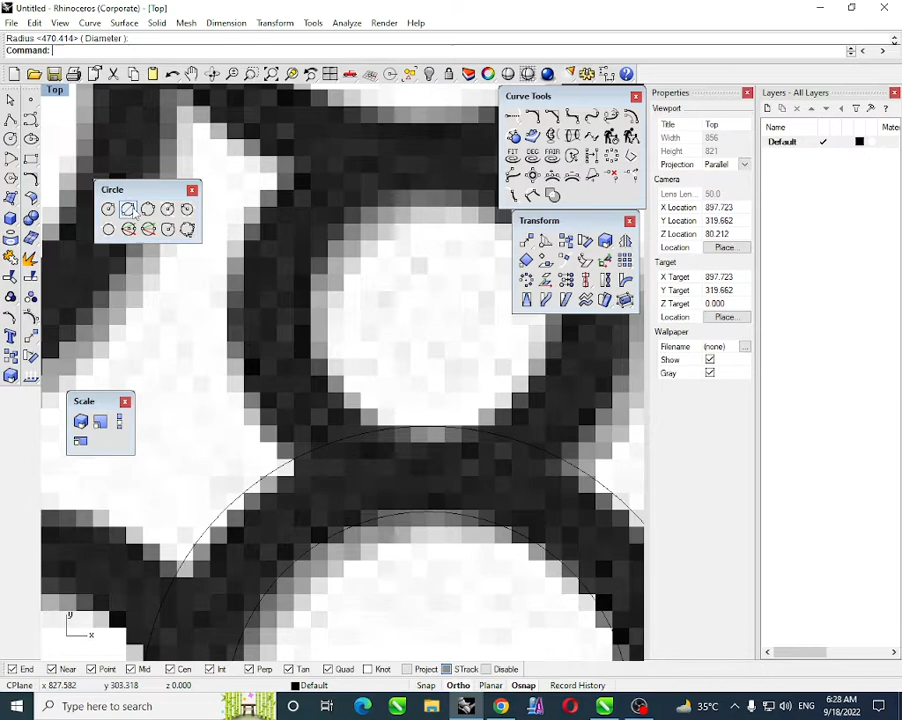 Untitled - Rhinoceros (Corporate) - [Top]
File Edit View Curve Surface Solid Mesh Dimension Transform Tools Analyze Render Help
Radius <470.414> ( Diameter ):
Command:
Top
Circle
Scale
Curve Tools
FIT DEG FAIR
Transform
Properties
Viewport
Title Top
Width 856
Height 821
Projection Parallel
Camera
Lens Len... 50.0
X Location 897.723
Y Location 319.662
Z Location 80.212
Location Place...
Target
X Target 897.723
Y Target 319.662
Z Target 0.000
Location Place...
Wallpaper
Filename (none) ...
Show
Gray
Layers - All Layers
Name Mater
Default
y
x
End Near Point Mid Cen Int Perp Tan Quad Knot Project STrack Disable
CPlane x 827.582 y 303.318 z 0.000 Default Snap Ortho Planar Osnap Record History
Type here to search
35°C
6:28 AM
9/18/2022